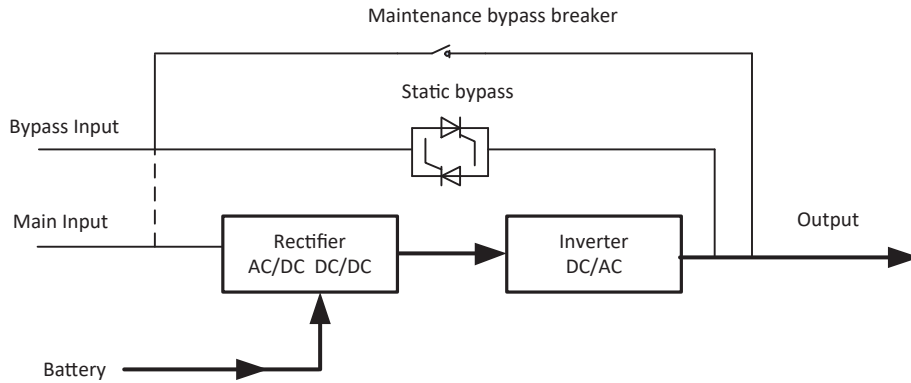 Maintenance bypass breaker
Static bypass
Bypass Input
Main Input
Rectifier
AC/DC DC/DC
Inverter
DC/AC
Output
Battery